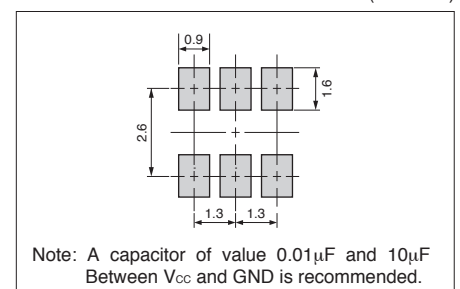 0.9
1.6
2.6
1.3 1.3
Note: A capacitor of value 0.01µF and 10µF
Between Vcc and GND is recommended.